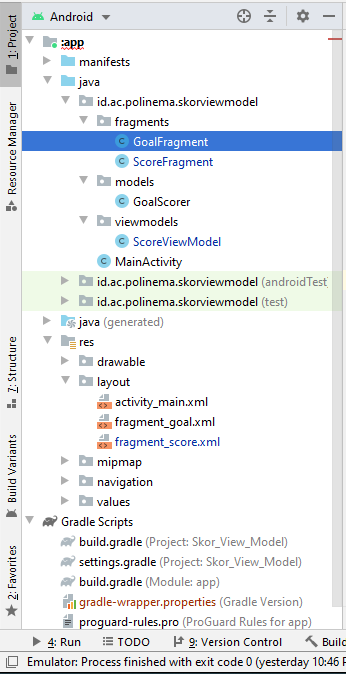 Android
1: Project
:app
manifests
java
id.ac.polinema.skorviewmodel
fragments
GoalFragment
ScoreFragment
models
GoalScorer
viewmodels
ScoreViewModel
MainActivity
id.ac.polinema.skorviewmodel (androidTest)
id.ac.polinema.skorviewmodel (test)
java (generated)
res
drawable
layout
activity_main.xml
fragment_goal.xml
fragment_score.xml
mipmap
navigation
values
Gradle Scripts
build.gradle (Project: Skor_View_Model)
settings.gradle (Project: Skor_View_Model)
build.gradle (Module: app)
gradle-wrapper.properties (Gradle Version)
proguard-rules.pro (ProGuard Rules for app)
Resource Manager
7: Structure
Build Variants
2: Favorites
4: Run TODO 9: Version Control Build
Emulator: Process finished with exit code 0 (yesterday 10:46 P